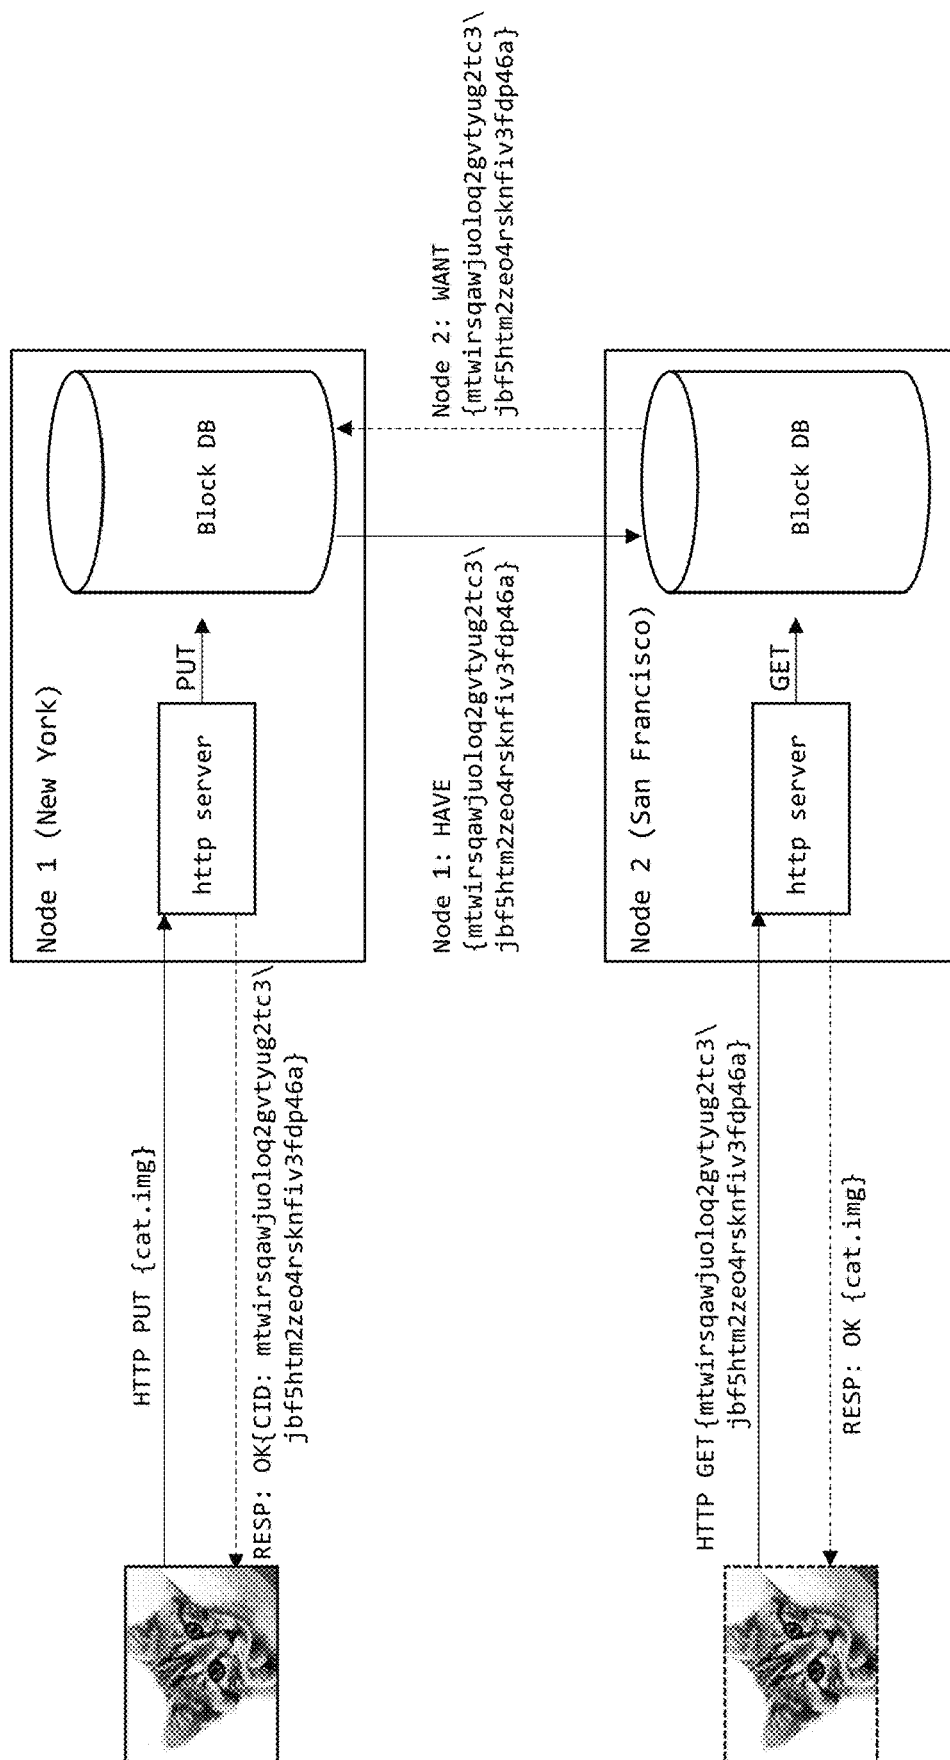 HTTP PUT {cat.img}
RESP: OK{CID: mtwirsqawjuoloq2gvtyug2tc3\
jbf5htm2zeo4rsknfiv3fdp46a}
Node 1 (New York)
http server
PUT
Block DB
Node 1: HAVE
{mtwirsqawjuoloq2gvtyug2tc3\
jbf5htm2zeo4rsknfiv3fdp46a}
Node 2: WANT
{mtwirsqawjuoloq2gvtyug2tc3\
jbf5htm2zeo4rsknfiv3fdp46a}
HTTP GET{mtwirsqawjuoloq2gvtyug2tc3\
jbf5htm2zeo4rsknfiv3fdp46a}
RESP: OK {cat.img}
Node 2 (San Francisco)
http server
GET
Block DB